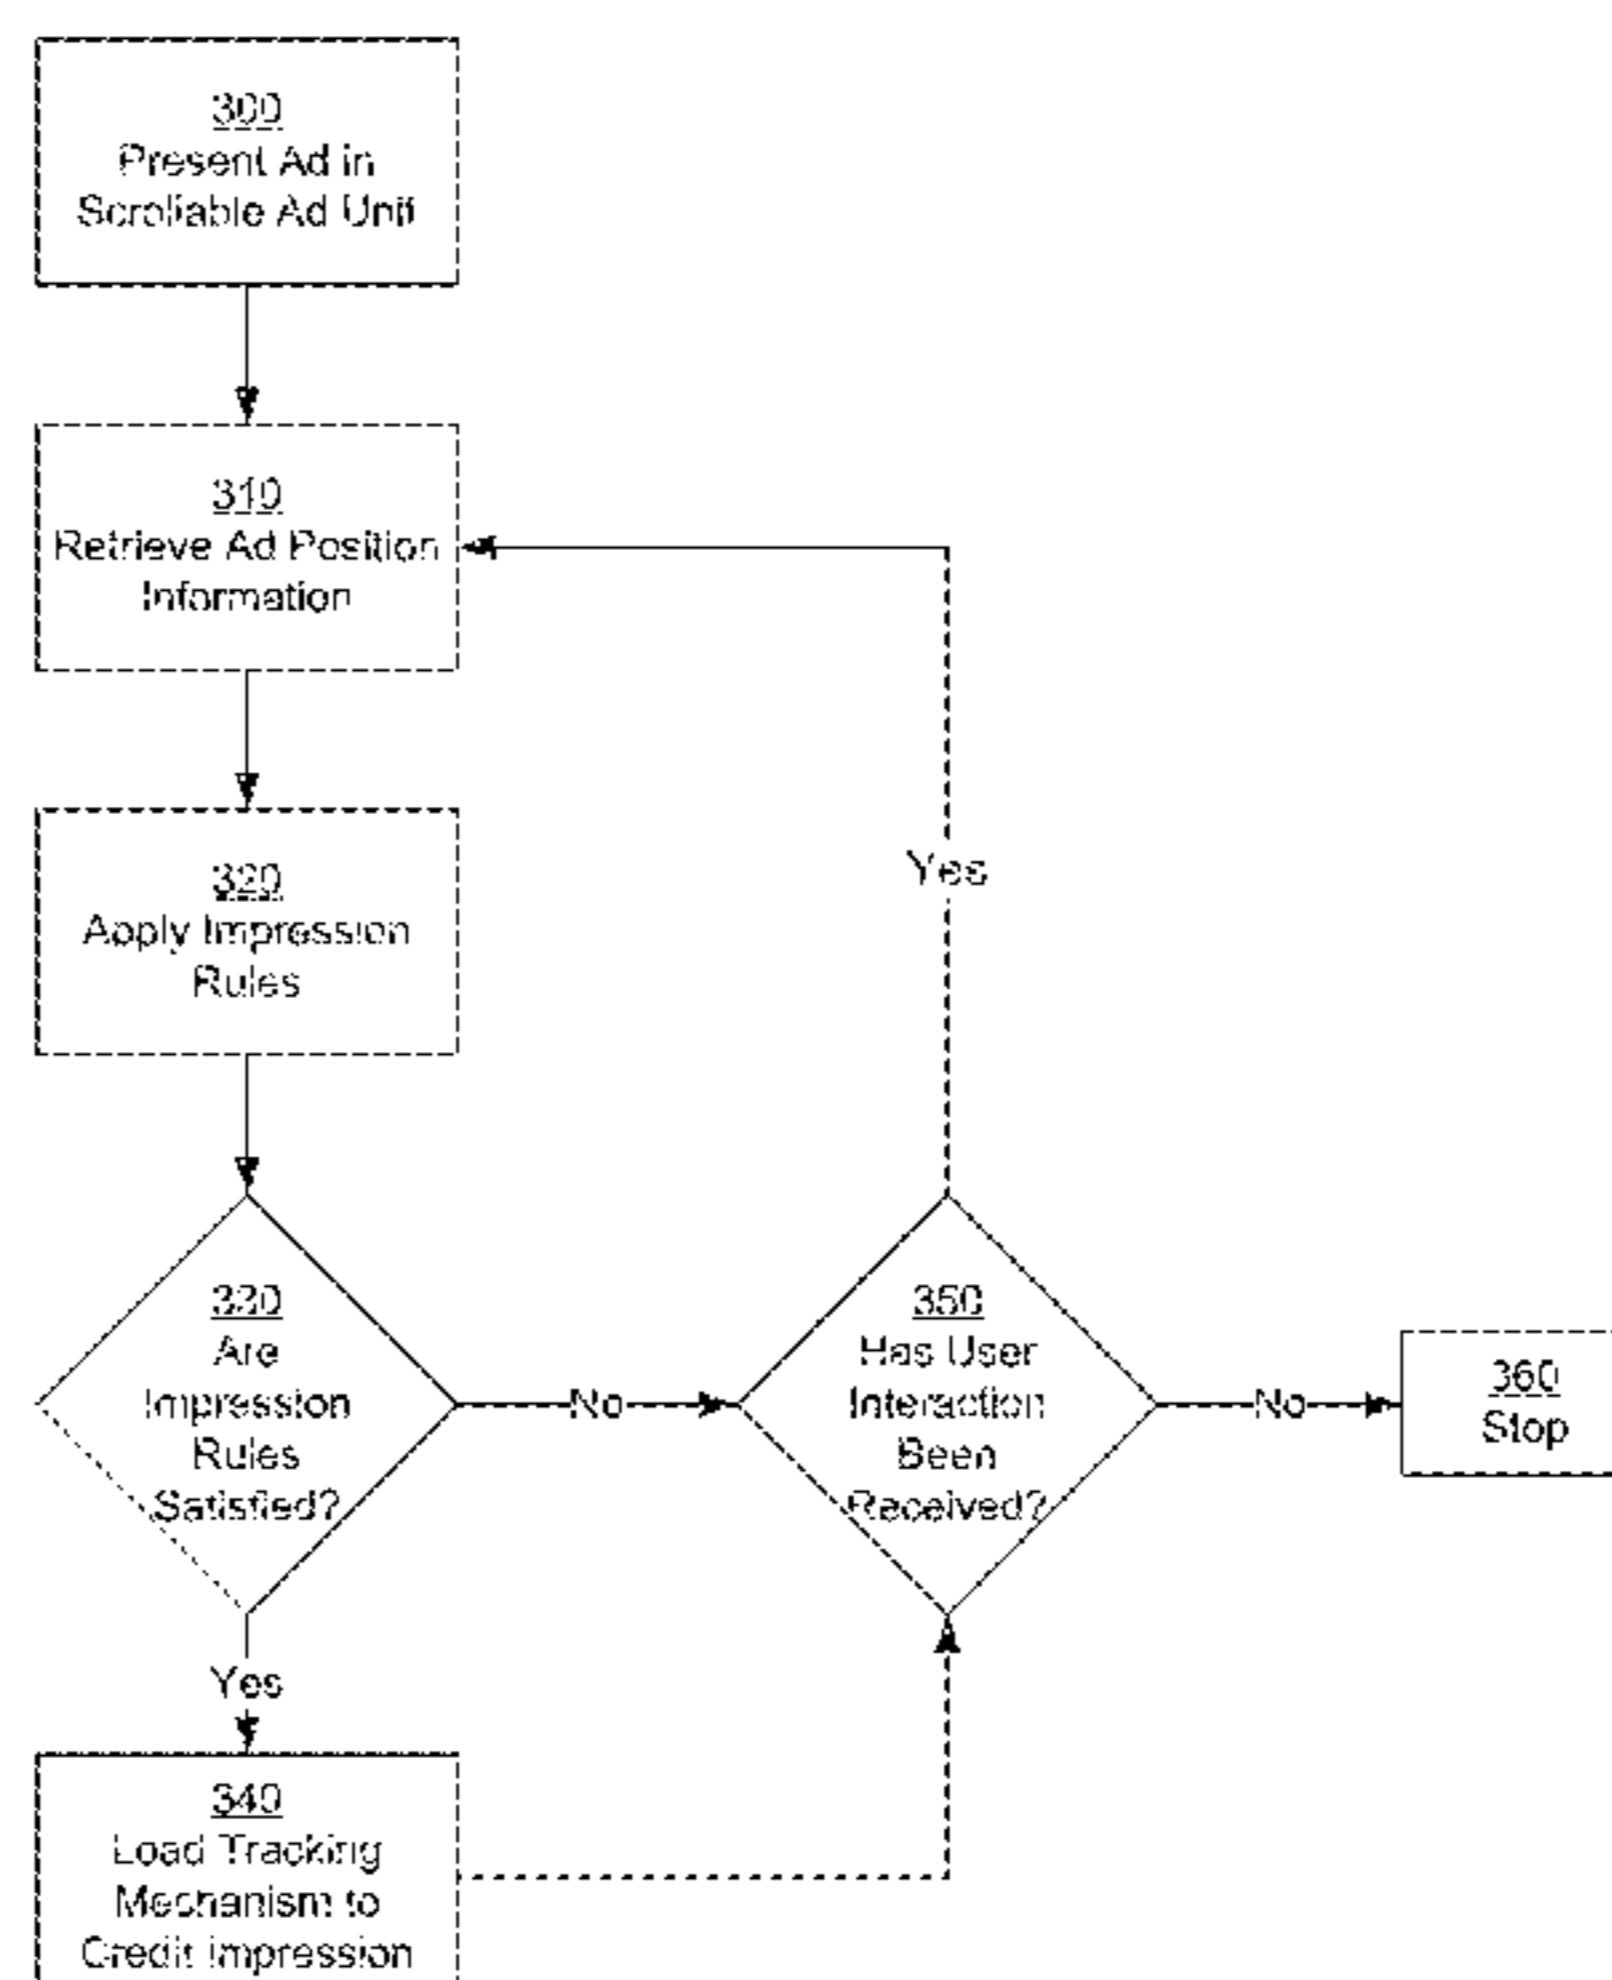 300
Present Ad in
Scrollable Ad Unit
310
Retrieve Ad Position
Information
320
Apply Impression
Rules
Yes
330
Are
Impression
Rules
Satisfied?
No
350
Has User
Interaction
Been
Received?
No
360
Stop
Yes
340
Load Tracking
Mechanism to
Credit Impression